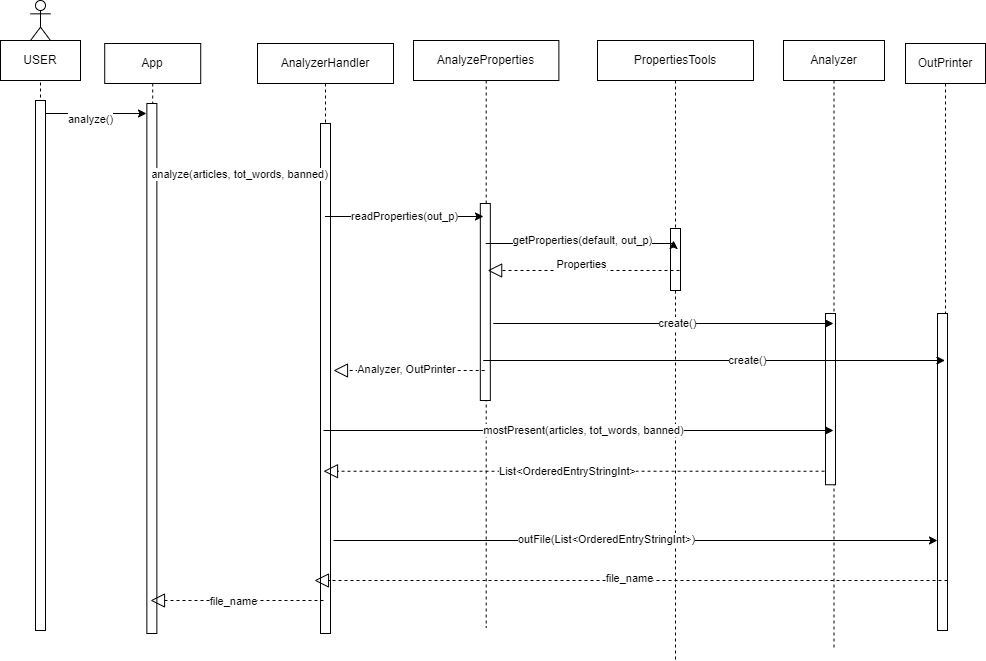 USER
App
AnalyzerHandler
AnalyzeProperties
PropertiesTools
Analyzer
OutPrinter
analyze()
analyze(articles, tot_words, banned)
readProperties(out_p)
getProperties(default, out_p)
Properties
create()
create()
Analyzer, OutPrinter
mostPresent(articles, tot_words, banned)
List<OrderedEntryStringInt>
outFile(List<OrderedEntryStringInt>)
file_name
file_name